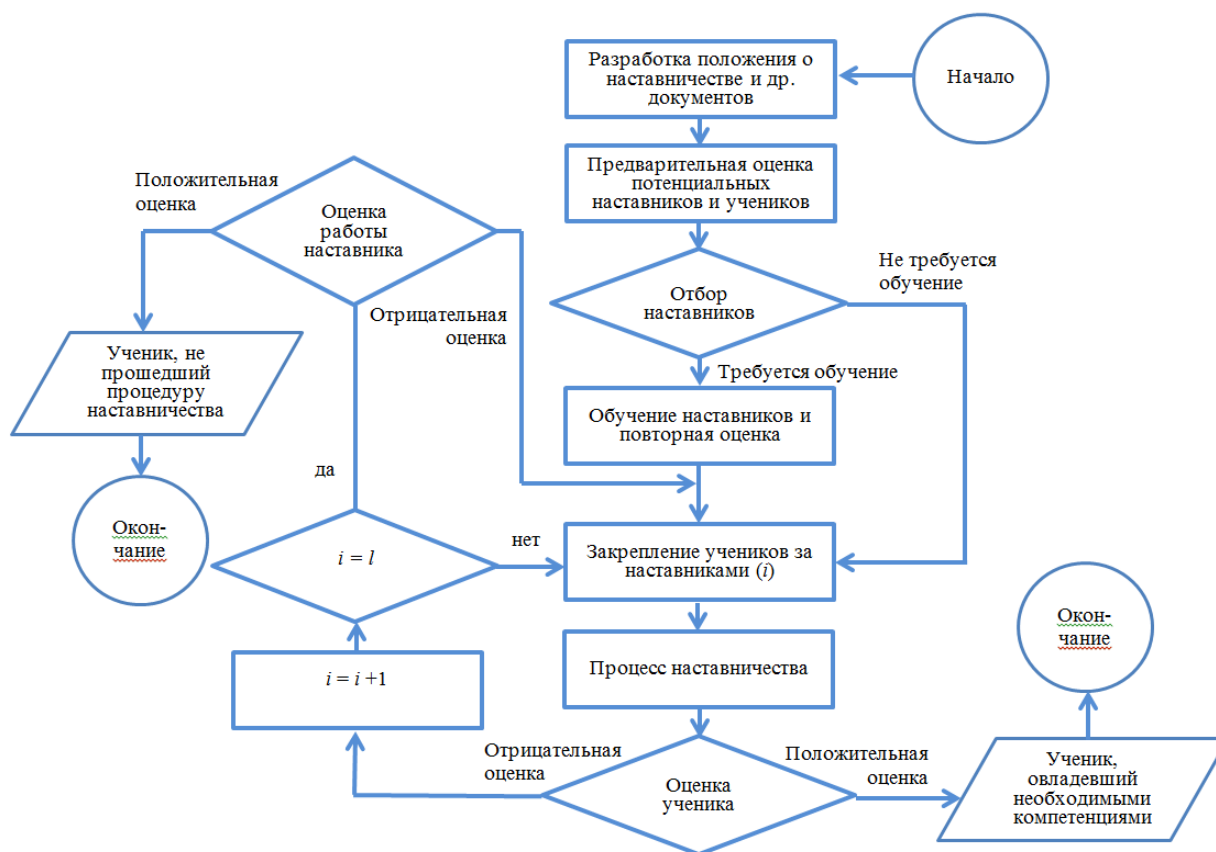 Начало
Разработка положения о
наставничестве и др.
документов
Предварительная оценка
потенциальных
наставников и учеников
Отбор
наставников
Не требуется
обучение
Требуется обучение
Обучение наставников и
повторная оценка
Закрепление учеников за
наставниками (i)
Процесс наставничества
Оценка
ученика
Положительная
оценка
Ученик,
овладевший
необходимыми
компетенциями
Окон-
чание
Отрицательная
оценка
i = i +1
i = l
нет
да
Оценка
работы
наставника
Отрицательная
оценка
Положительная
оценка
Ученик, не
прошедший
процедуру
наставничества
Окон-
чание